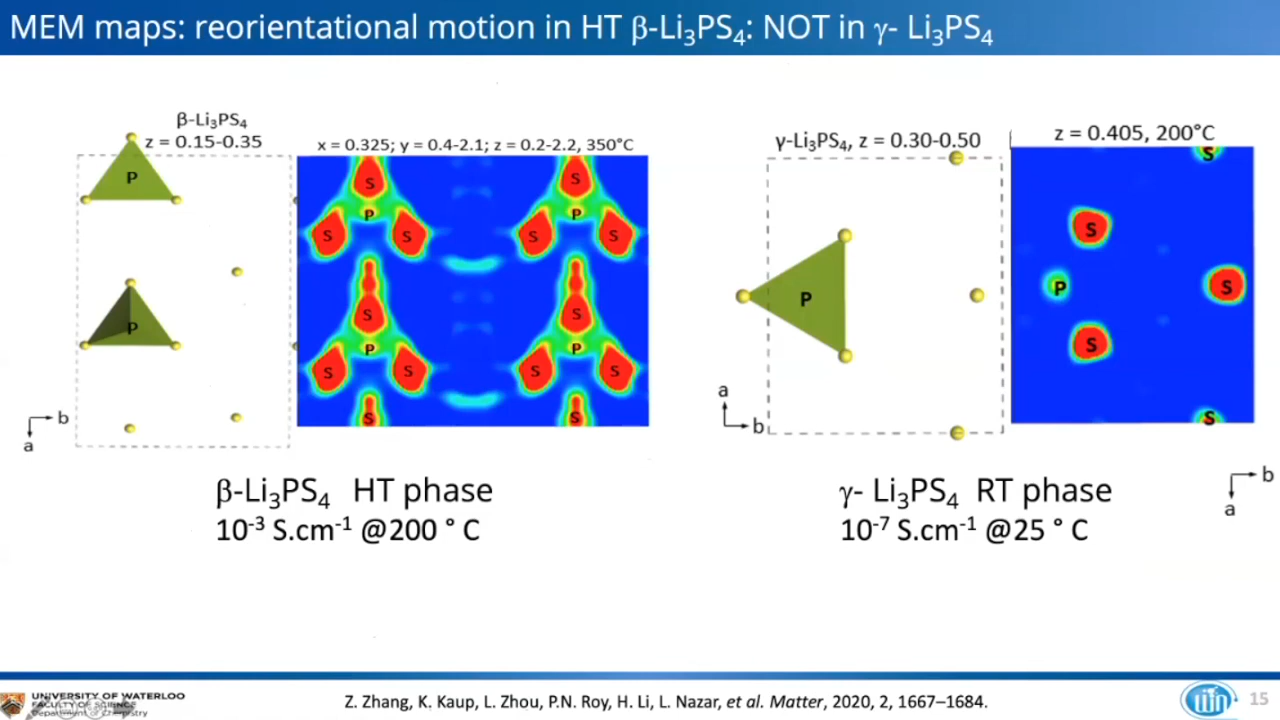 MEM maps: reorientational motion in HT β-Li₃PS₄: NOT in γ- Li₃PS₄
β-Li₃PS₄
z = 0.15-0.35
x = 0.325; y = 0.4-2.1; z = 0.2-2.2, 350°C
γ-Li₃PS₄, z = 0.30-0.50
z = 0.405, 200°C
P
P
b
a
S
S
P
P
S
S
S
S
S
S
P
P
S
S
S
S
S
S
P
a
b
S
S
P
S
S
S
b
a
β-Li₃PS₄ HT phase
10⁻³ S.cm⁻¹ @200 ° C
γ- Li₃PS₄ RT phase
10⁻⁷ S.cm⁻¹ @25 ° C
UNIVERSITY OF WATERLOO
FACULTY OF SCIENCE
Department of Chemistry
Z. Zhang, K. Kaup, L. Zhou, P.N. Roy, H. Li, L. Nazar, et al. Matter, 2020, 2, 1667–1684.
15